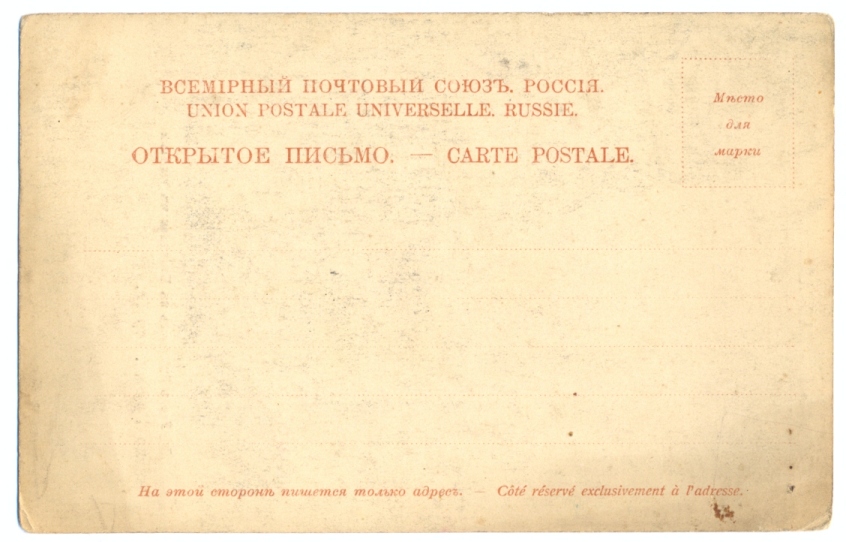 ВСЕМІРНЫЙ ПОЧТОВЫЙ СОЮЗЪ. РОССІЯ.
UNION POSTALE UNIVERSELLE. RUSSIE.
ОТКРЫТОЕ ПИСЬМО. — CARTE POSTALE.
Мѣсто
для
марки
На этой сторонѣ пишется только адресъ. — Côté réservé exclusivement à l'adresse.